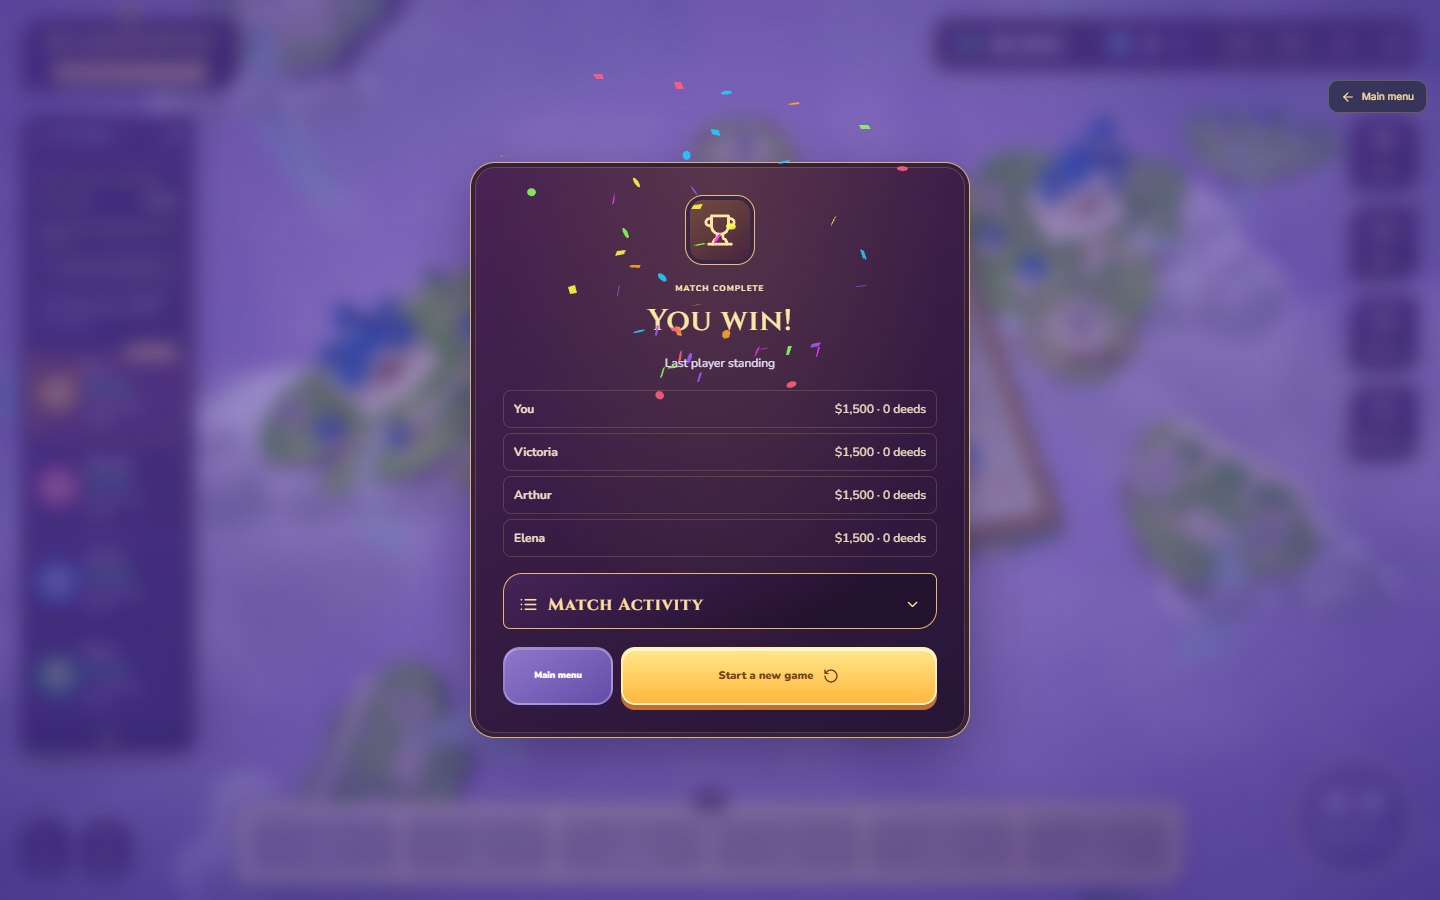 Main menu
MATCH COMPLETE
YOU WIN!
Last player standing
You $1,500 · 0 deeds
Victoria $1,500 · 0 deeds
Arthur $1,500 · 0 deeds
Elena $1,500 · 0 deeds
MATCH ACTIVITY
Main menu
Start a new game